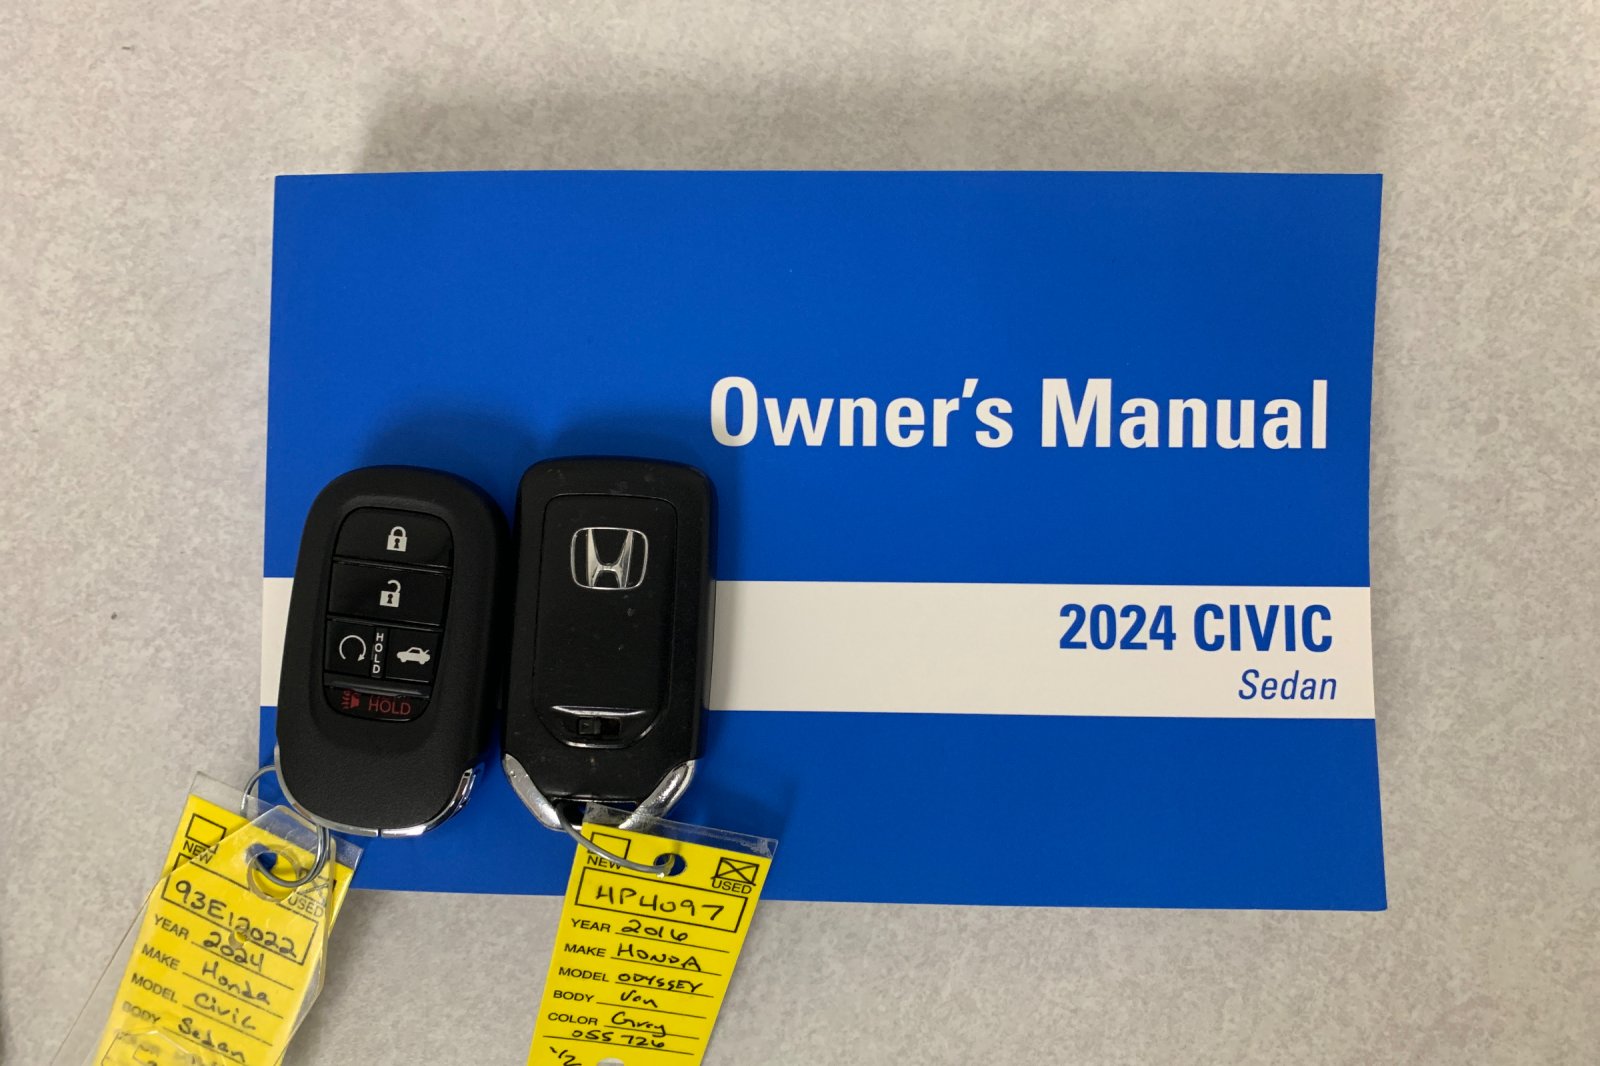 Owner's Manual
2024 CIVIC
Sedan
HOLD
HOLD
NEW
USED
93E12022
YEAR 2024
MAKE Honda
MODEL Civic
BODY Sedan
NEW
USED
HP4097
YEAR 2016
MAKE HONDA
MODEL ODYSSEY
BODY Van
COLOR Grey
055726